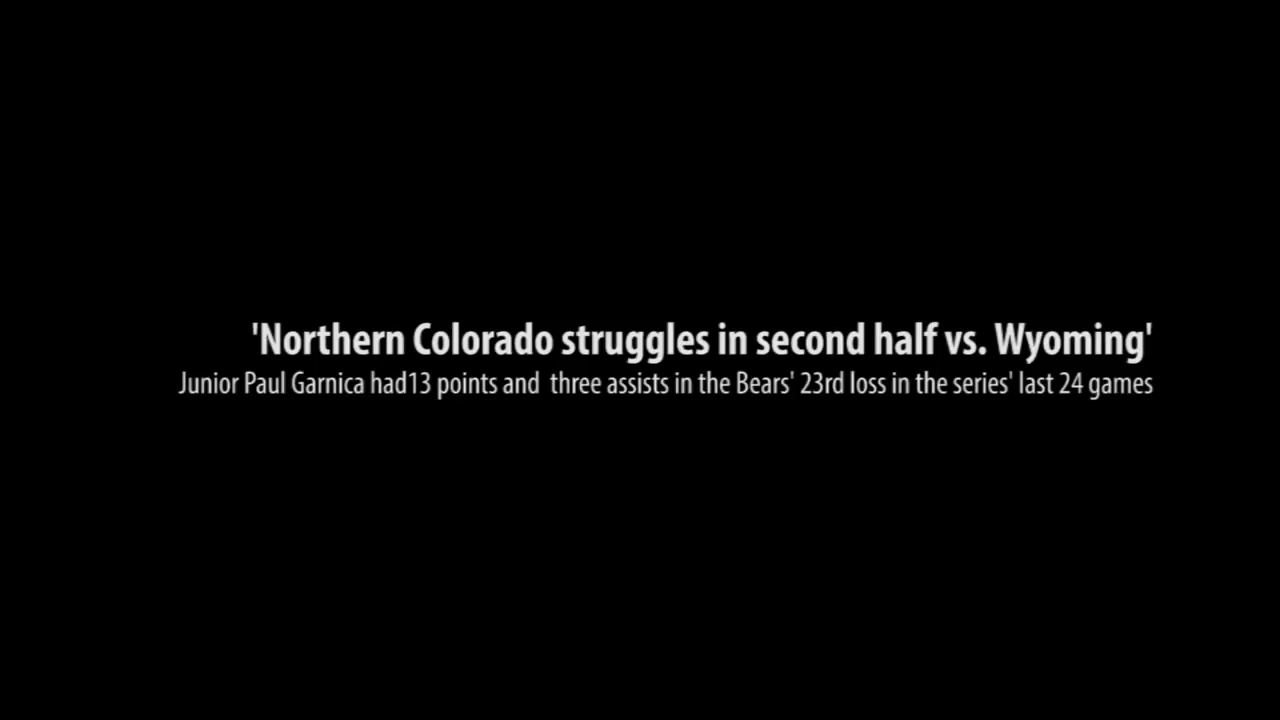 'Northern Colorado struggles in second half vs. Wyoming'
Junior Paul Garnica had13 points and  three assists in the Bears' 23rd loss in the series' last 24 games